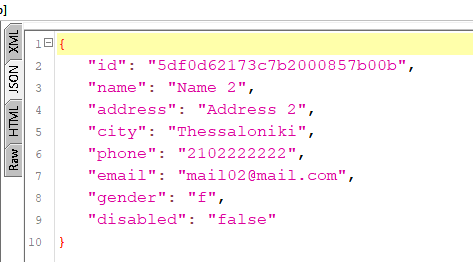 b]
XML
JSON
HTML
Raw
1 {
2 "id": "5df0d62173c7b2000857b00b",
3 "name": "Name 2",
4 "address": "Address 2",
5 "city": "Thessaloniki",
6 "phone": "2102222222",
7 "email": "mail02@mail.com",
8 "gender": "f",
9 "disabled": "false"
10 }